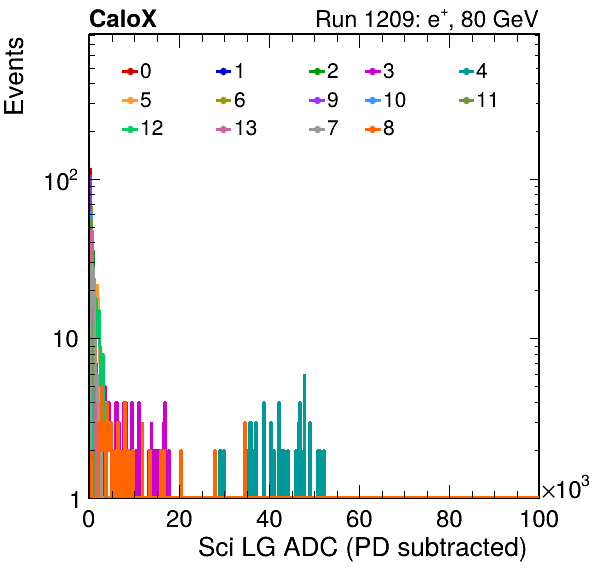 CaloX Run 1209: e⁺, 80 GeV
Events
0 1 2 3 4
5 6 9 10 11
12 13 7 8
10²
10
1
0 20 40 60 80 100
×10³
Sci LG ADC (PD subtracted)